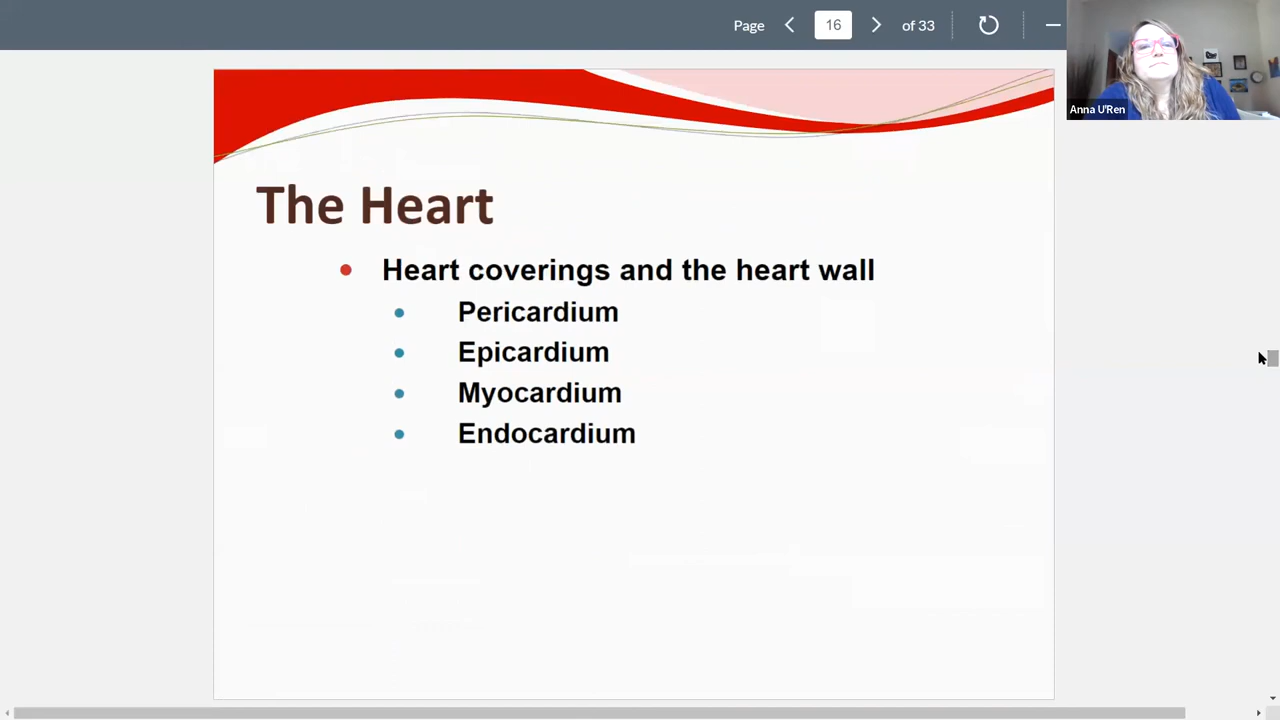 Page 16 of 33
Anna U'Ren
The Heart
Heart coverings and the heart wall
Pericardium
Epicardium
Myocardium
Endocardium